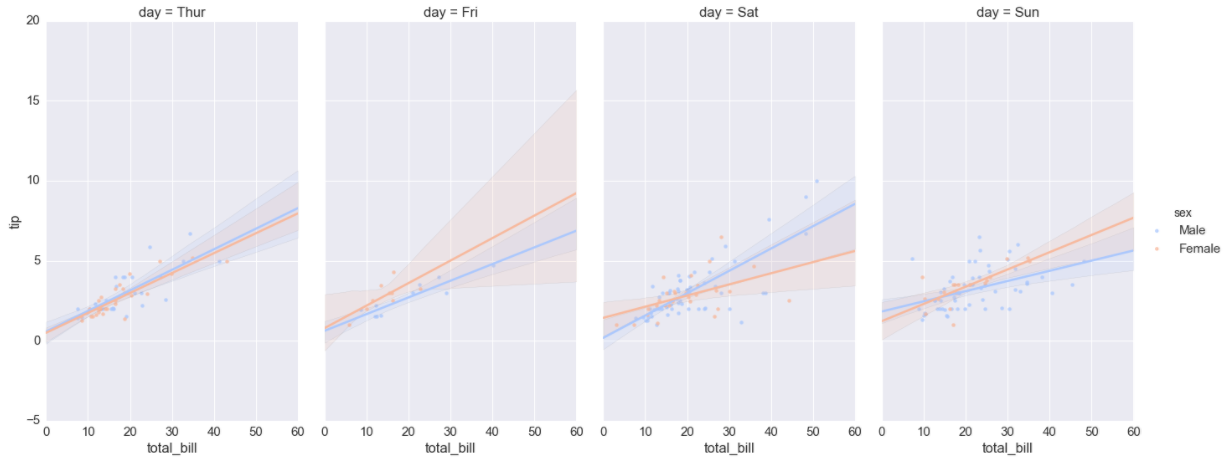 day = Thur
day = Fri
day = Sat
day = Sun
20
15
10
5
0
−5
tip
0 10 20 30 40 50 60
0 10 20 30 40 50 60
0 10 20 30 40 50 60
0 10 20 30 40 50 60
total_bill
total_bill
total_bill
total_bill
sex
Male
Female